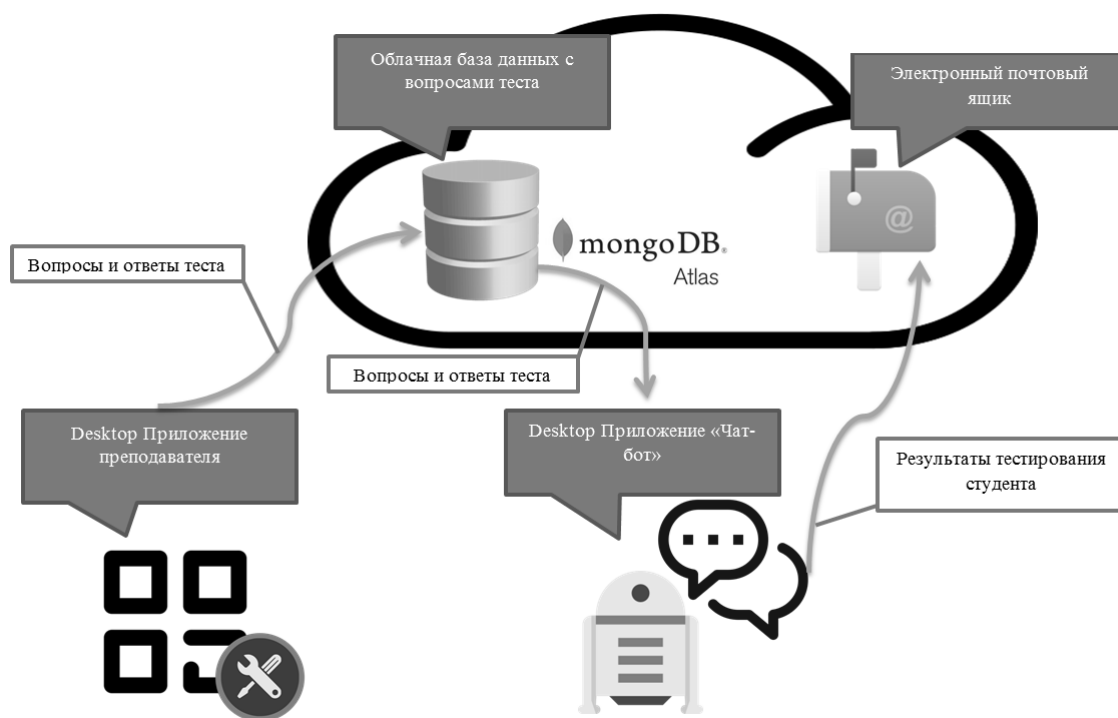 Облачная база данных с
вопросами теста
Электронный почтовый
ящик
@
mongoDB.
Atlas
Вопросы и ответы теста
Вопросы и ответы теста
Desktop Приложение
преподавателя
Desktop Приложение «Чат-
бот»
Результаты тестирования
студента